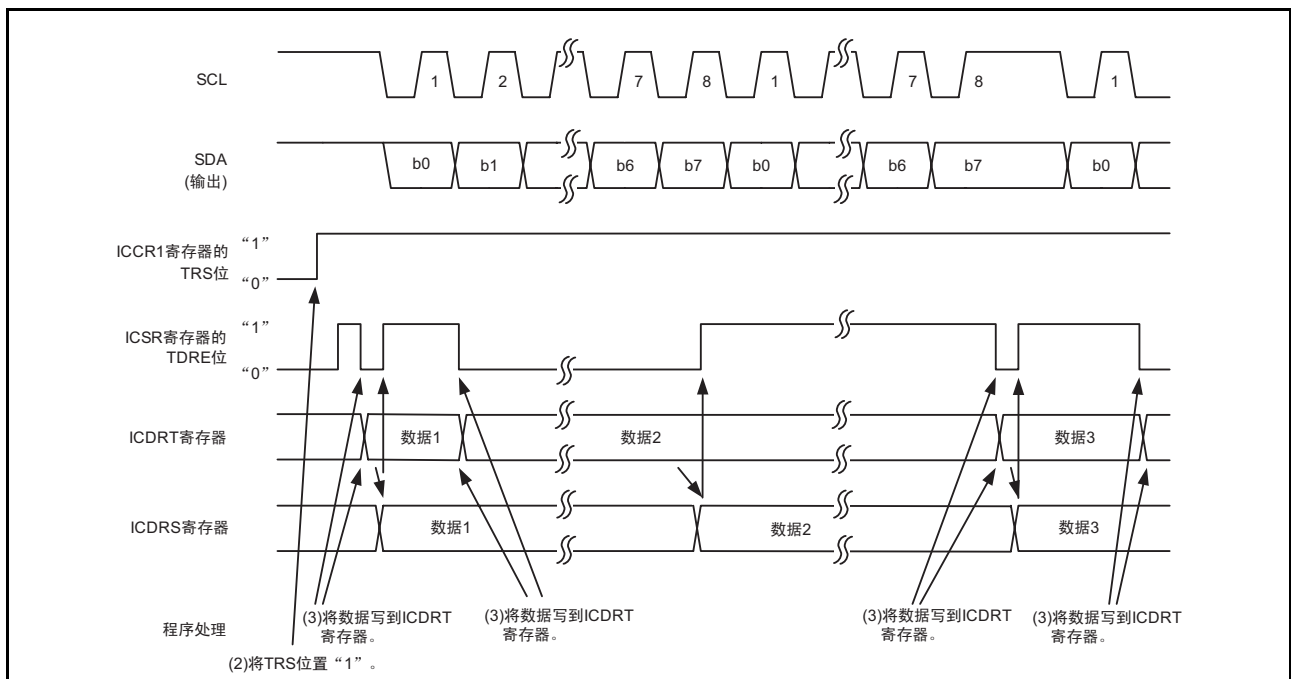 SCL
1
2
7
8
1
7
8
1
SDA
(输出)
b0
b1
b6
b7
b0
b6
b7
b0
ICCR1寄存器的
TRS位
“1”
“0”
ICSR寄存器的
TDRE位
“1”
“0”
ICDRT寄存器
数据1
数据2
数据3
ICDRS寄存器
数据1
数据2
数据3
程序处理
(3)将数据写到ICDRT
寄存器。
(3)将数据写到ICDRT
寄存器。
(3)将数据写到ICDRT
寄存器。
(3)将数据写到ICDRT
寄存器。
(2)将TRS位置“1”。